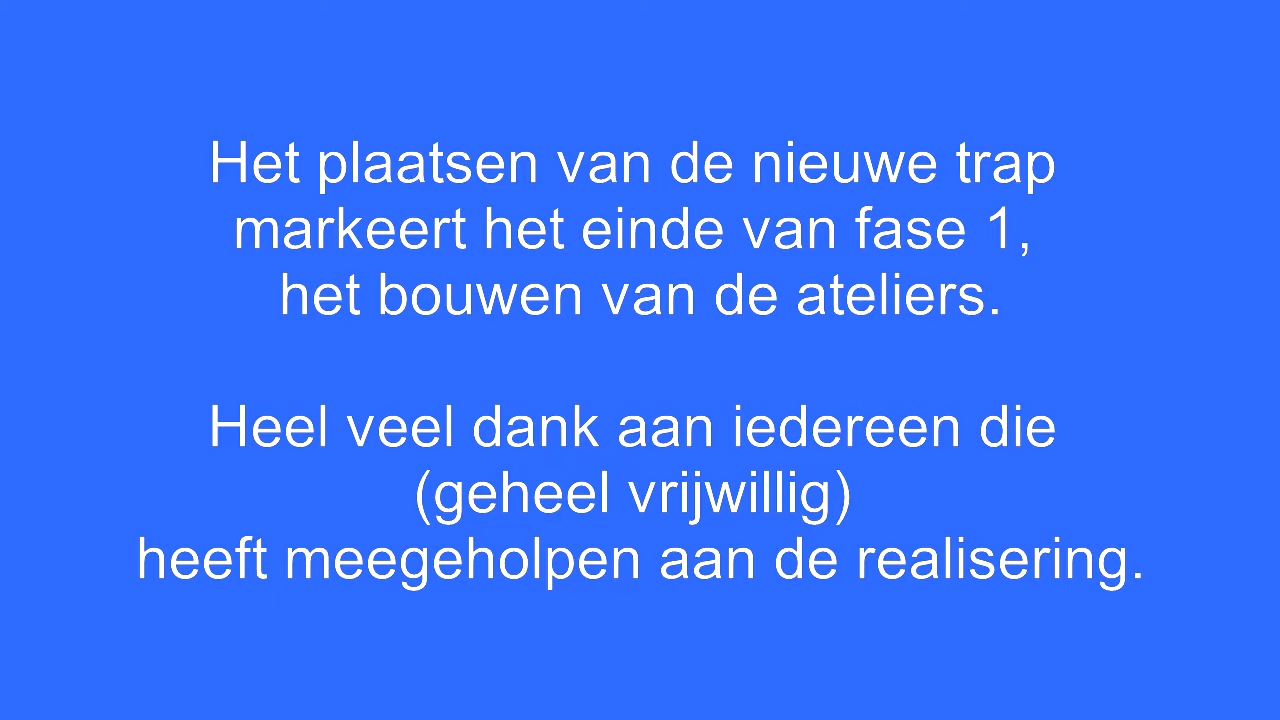 Het plaatsen van de nieuwe trap
markeert het einde van fase 1,
het bouwen van de ateliers.
Heel veel dank aan iedereen die
(geheel vrijwillig)
heeft meegeholpen aan de realisering.